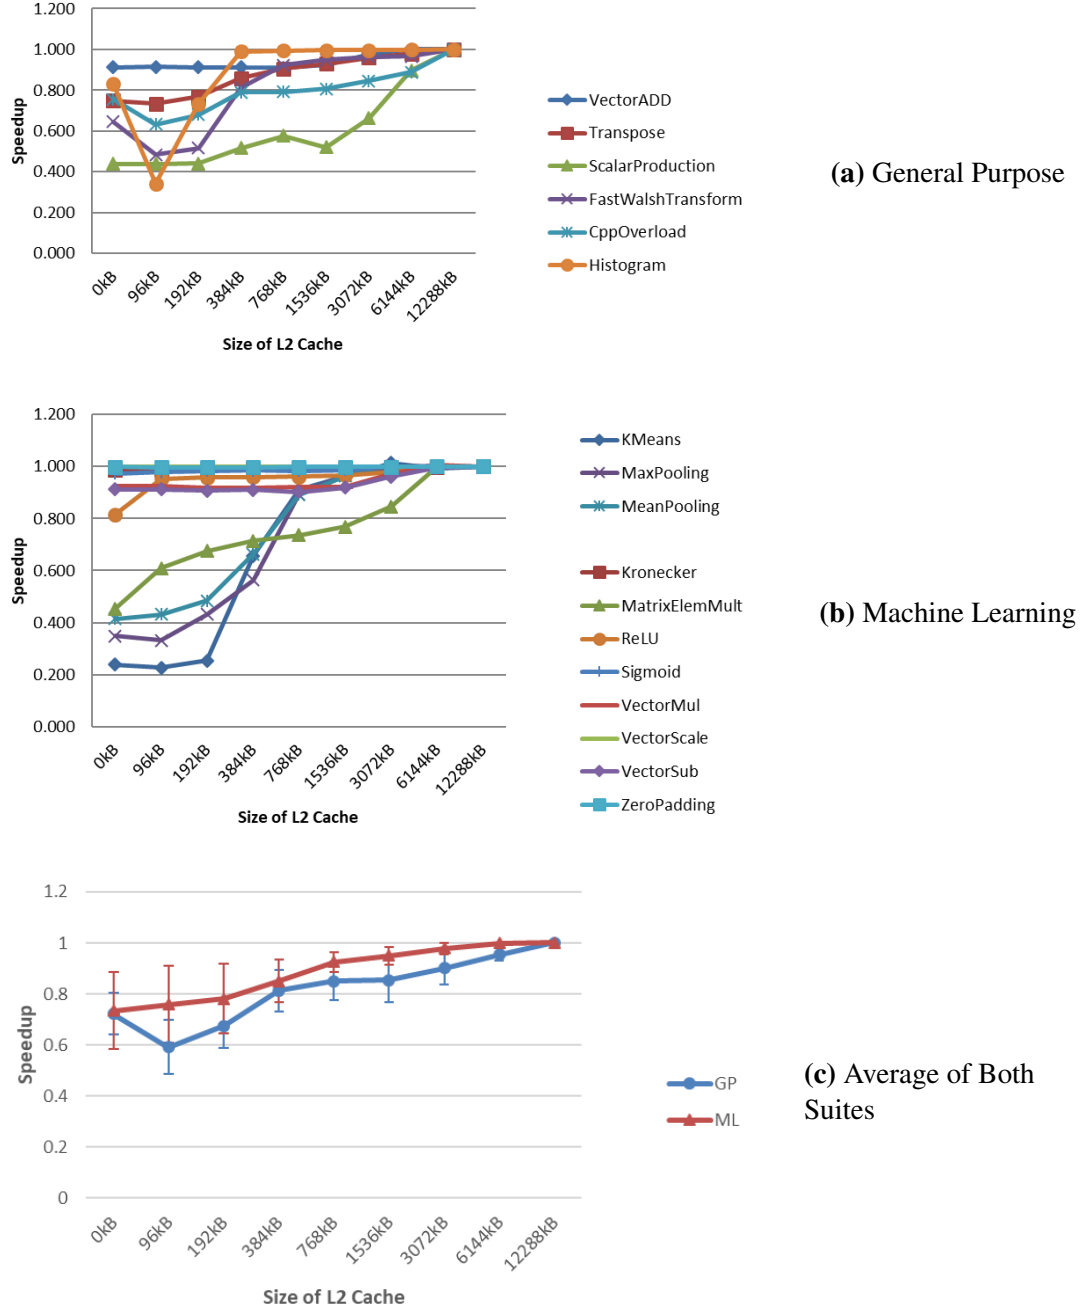 1.200
1.000
0.800
0.600
0.400
0.200
0.000
Speedup
0kB
96kB
192kB
384kB
768kB
1536kB
3072kB
6144kB
12288kB
Size of L2 Cache
VectorADD
Transpose
ScalarProduction
FastWalshTransform
CppOverload
Histogram
(a) General Purpose
1.200
1.000
0.800
0.600
0.400
0.200
0.000
Speedup
0kB
96kB
192kB
384kB
768kB
1536kB
3072kB
6144kB
12288kB
Size of L2 Cache
KMeans
MaxPooling
MeanPooling
Kronecker
MatrixElemMult
ReLU
Sigmoid
VectorMul
VectorScale
VectorSub
ZeroPadding
(b) Machine Learning
1.2
1
0.8
0.6
0.4
0.2
0
Speedup
0kB
96kB
192kB
384kB
768kB
1536kB
3072kB
6144kB
12288kB
Size of L2 Cache
GP
ML
(c) Average of Both
Suites